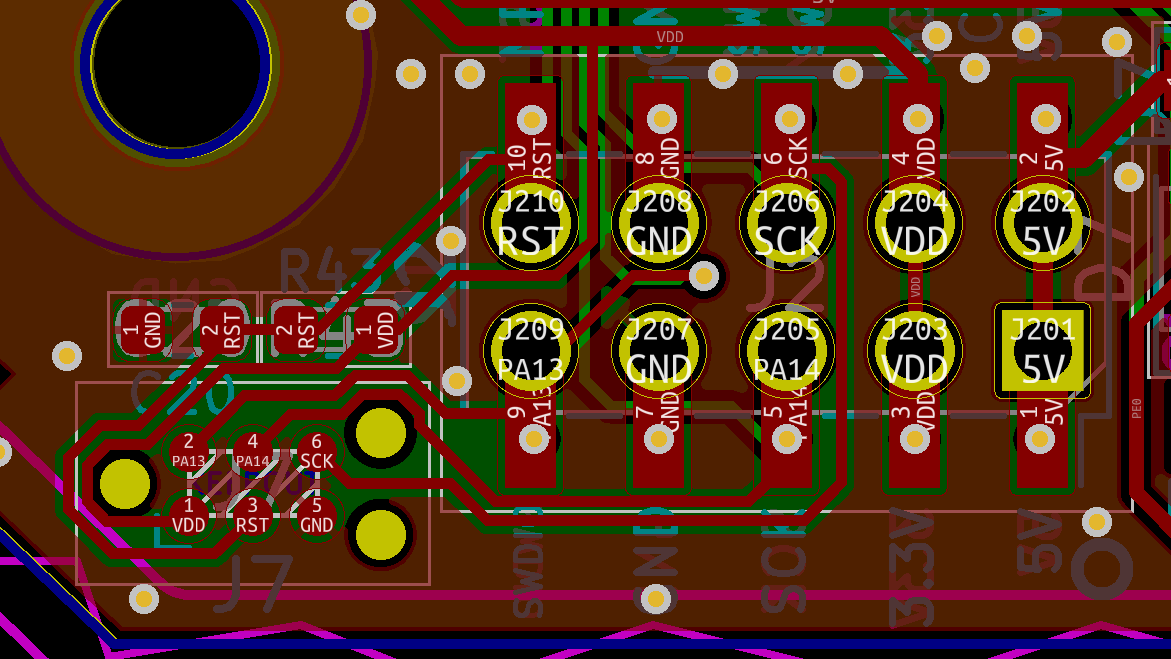 VDD
10 RST
8 GND
6 SCK
4 VDD
2 5V
J210
RST
J208
GND
J206
SCK
J204
VDD
J202
5V
R43
J2
VDD
D7
1 GND
2 RST
2 RST
1 VDD
J209
PA13
J207
GND
J205
PA14
J203
VDD
J201
5V
C20
9 PA13
7 GND
5 PA14
3 VDD
1 5V
PE0
2
PA13
4
PA14
6
SCK
1
VDD
3
RST
5
GND
J7
SWDIO
GND
SCK
3.3V
5V